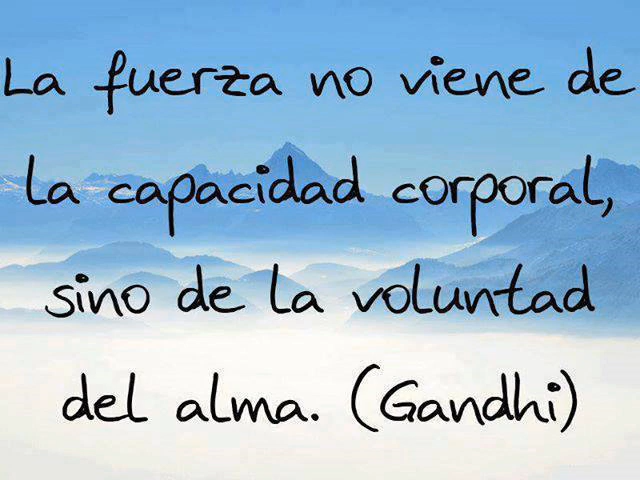 La fuerza no viene de
la capacidad corporal,
sino de la voluntad
del alma. (Gandhi)